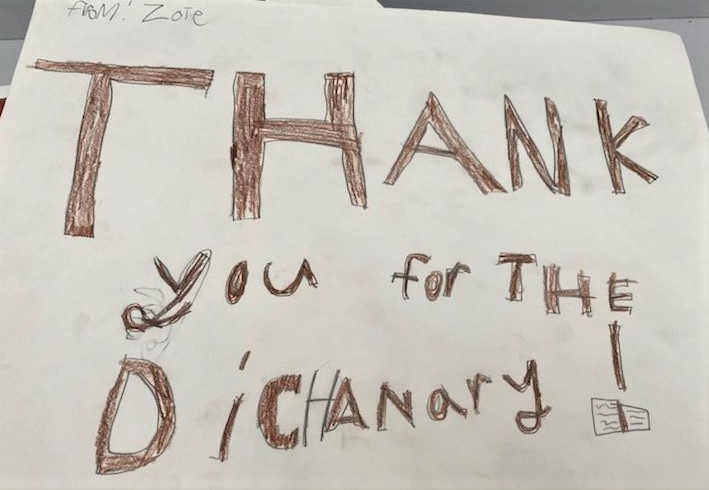 FROM: Zoie
THANK
you for THE
DiCHANary!